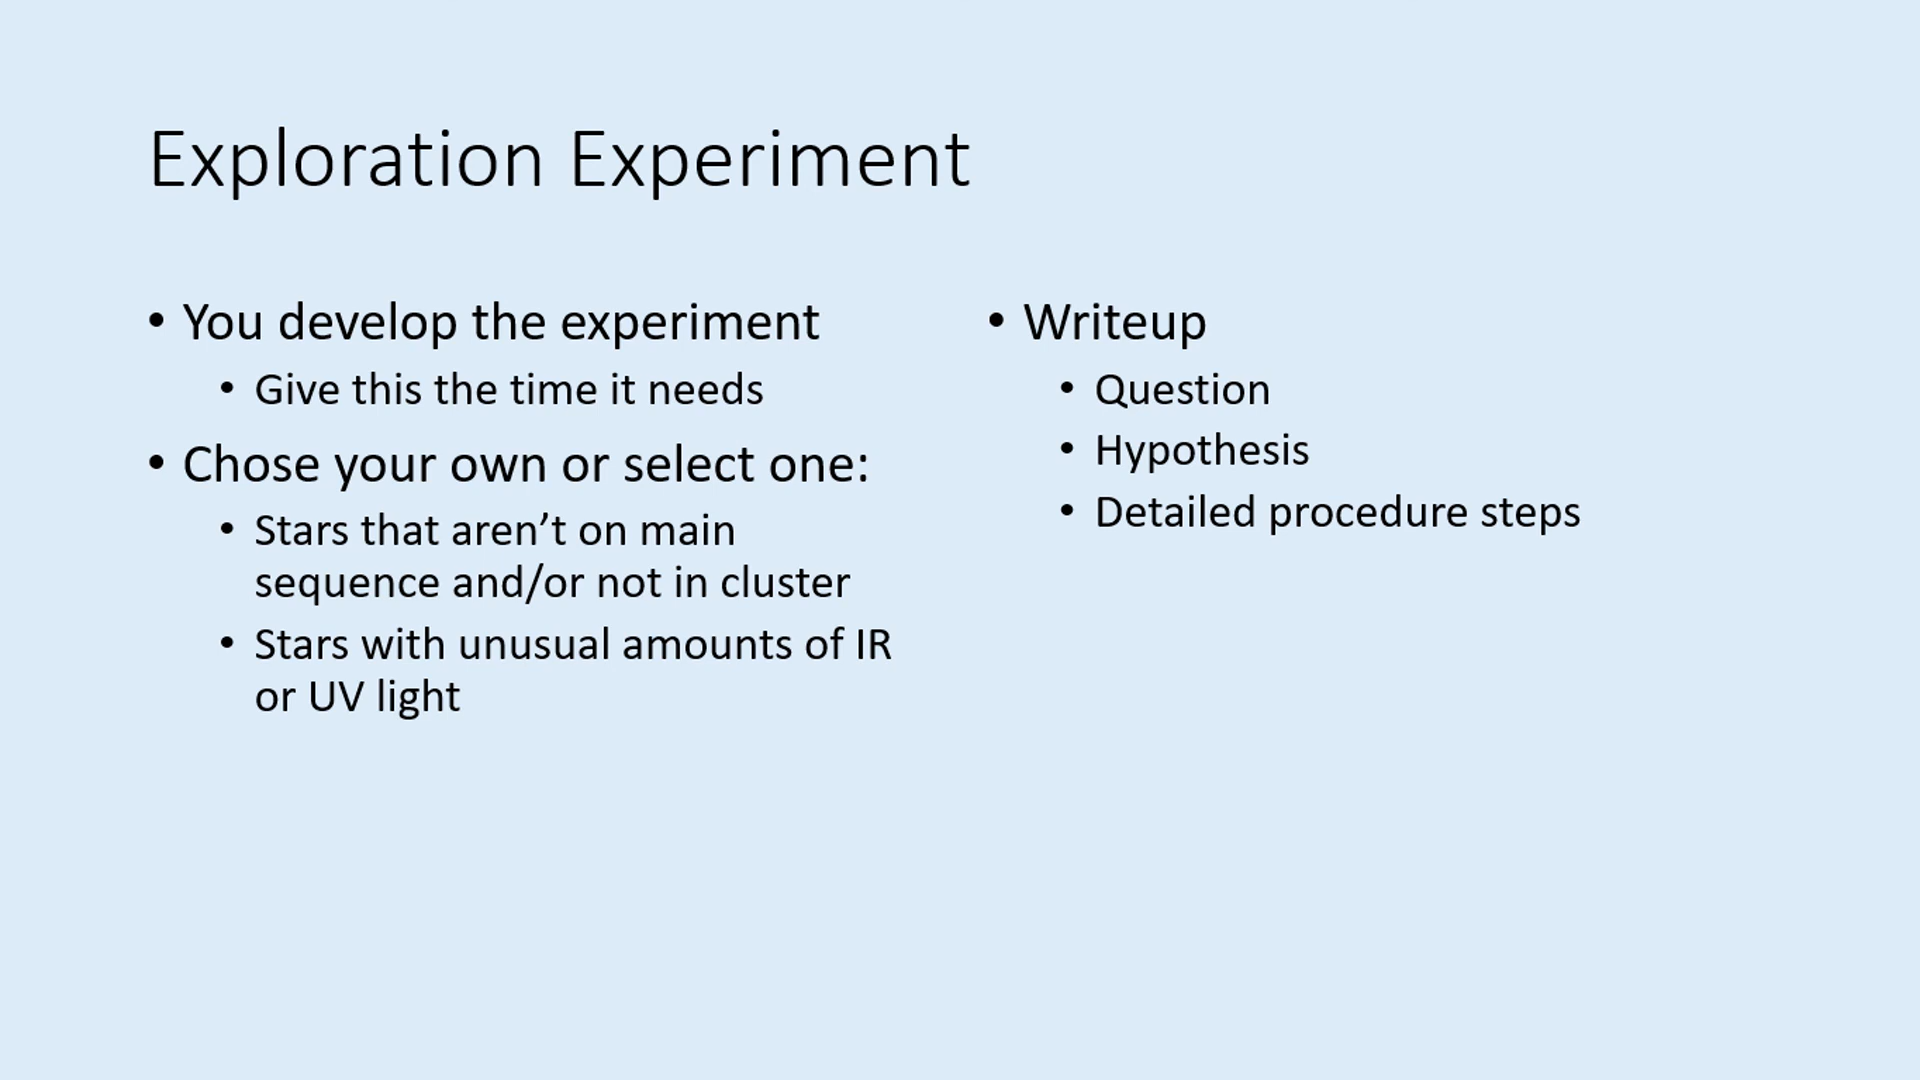 Exploration Experiment
• You develop the experiment
• Give this the time it needs
• Chose your own or select one:
• Stars that aren’t on main
sequence and/or not in cluster
• Stars with unusual amounts of IR
or UV light
• Writeup
• Question
• Hypothesis
• Detailed procedure steps